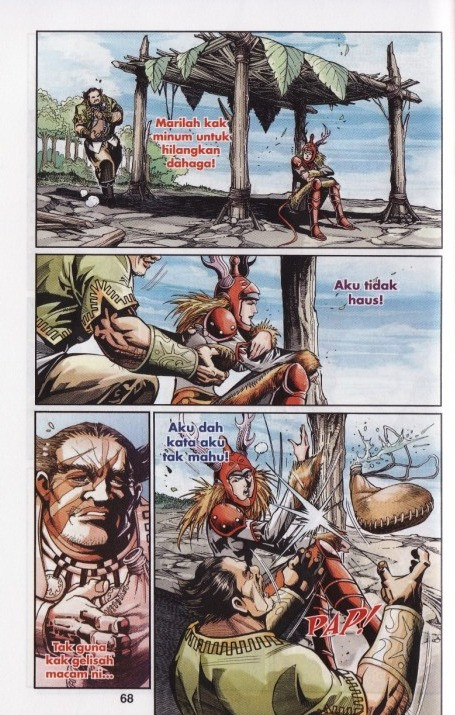 Marilah kak
minum untuk
hilangkan
dahaga!
Aku tidak
haus!
Tak guna
kak gelisah
macam ni...
Aku dah
kata aku
tak mahu!
PAP!
68